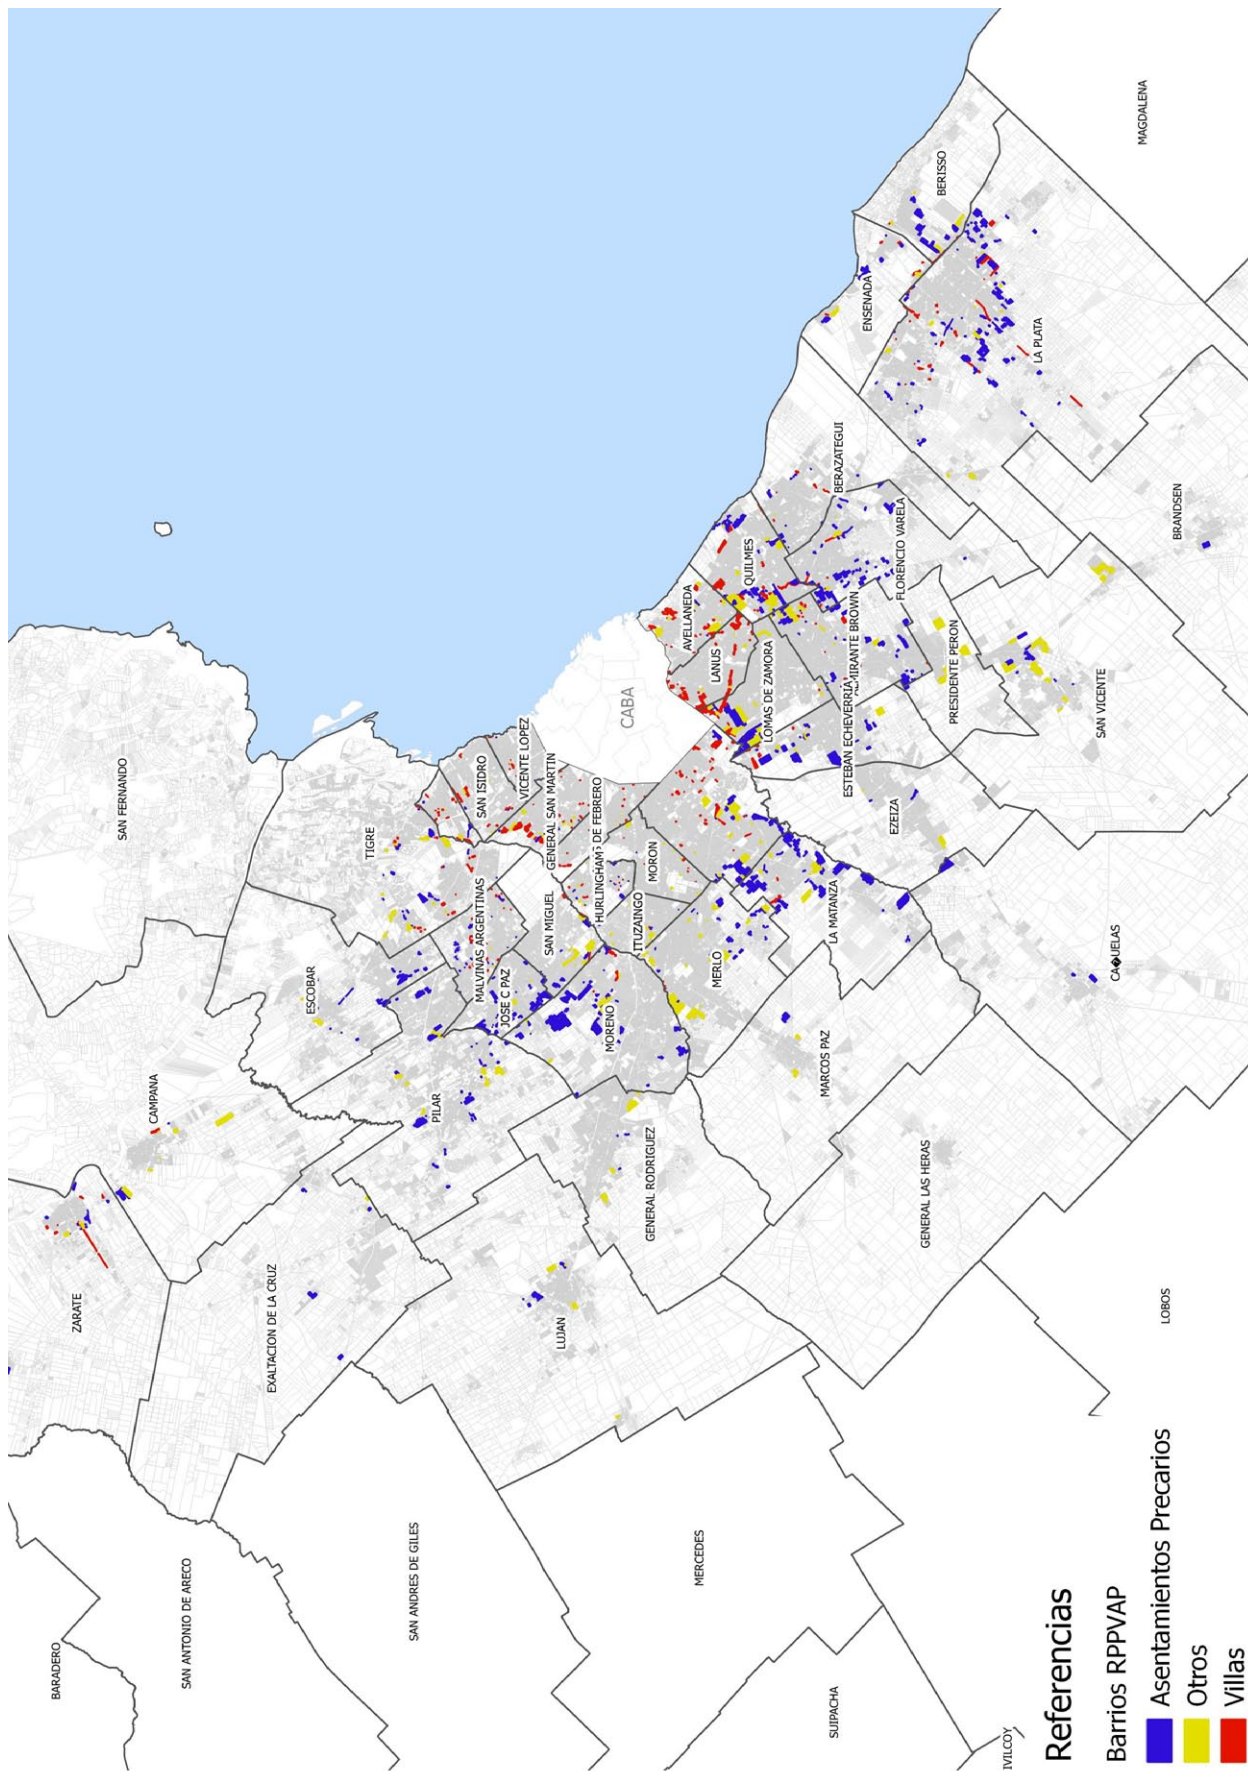 BARADERO
ZARATE
SAN FERNANDO
CAMPANA
SAN ANTONIO DE ARECO
EXALTACION DE LA CRUZ
ESCOBAR
TIGRE
SAN ANDRES DE GILES
PILAR
MALVINAS ARGENTINAS
SAN ISIDRO
JOSE C PAZ
VICENTE LOPEZ
SAN MIGUEL
GENERAL SAN MARTIN
LUJAN
HURLINGHAM
DE FEBRERO
MORENO
CABA
ITUZAINGO
MORON
GENERAL RODRIGUEZ
AVELLANEDA
MERCEDES
MERLO
LANUS
QUILMES
LOMAS DE ZAMORA
MARCOS PAZ
LA MATANZA
SUIPACHA
ESTEBAN ECHEVERRIA
ALMIRANTE BROWN
BERAZATEGUI
ENSENADA
EZEIZA
FLORENCIO VARELA
GENERAL LAS HERAS
BERISSO
PRESIDENTE PERON
IVILCOY
LA PLATA
SAN VICENTE
CA�UELAS
MAGDALENA
LOBOS
BRANDSEN
Referencias
Barrios RPPVAP
Asentamientos Precarios
Otros
Villas